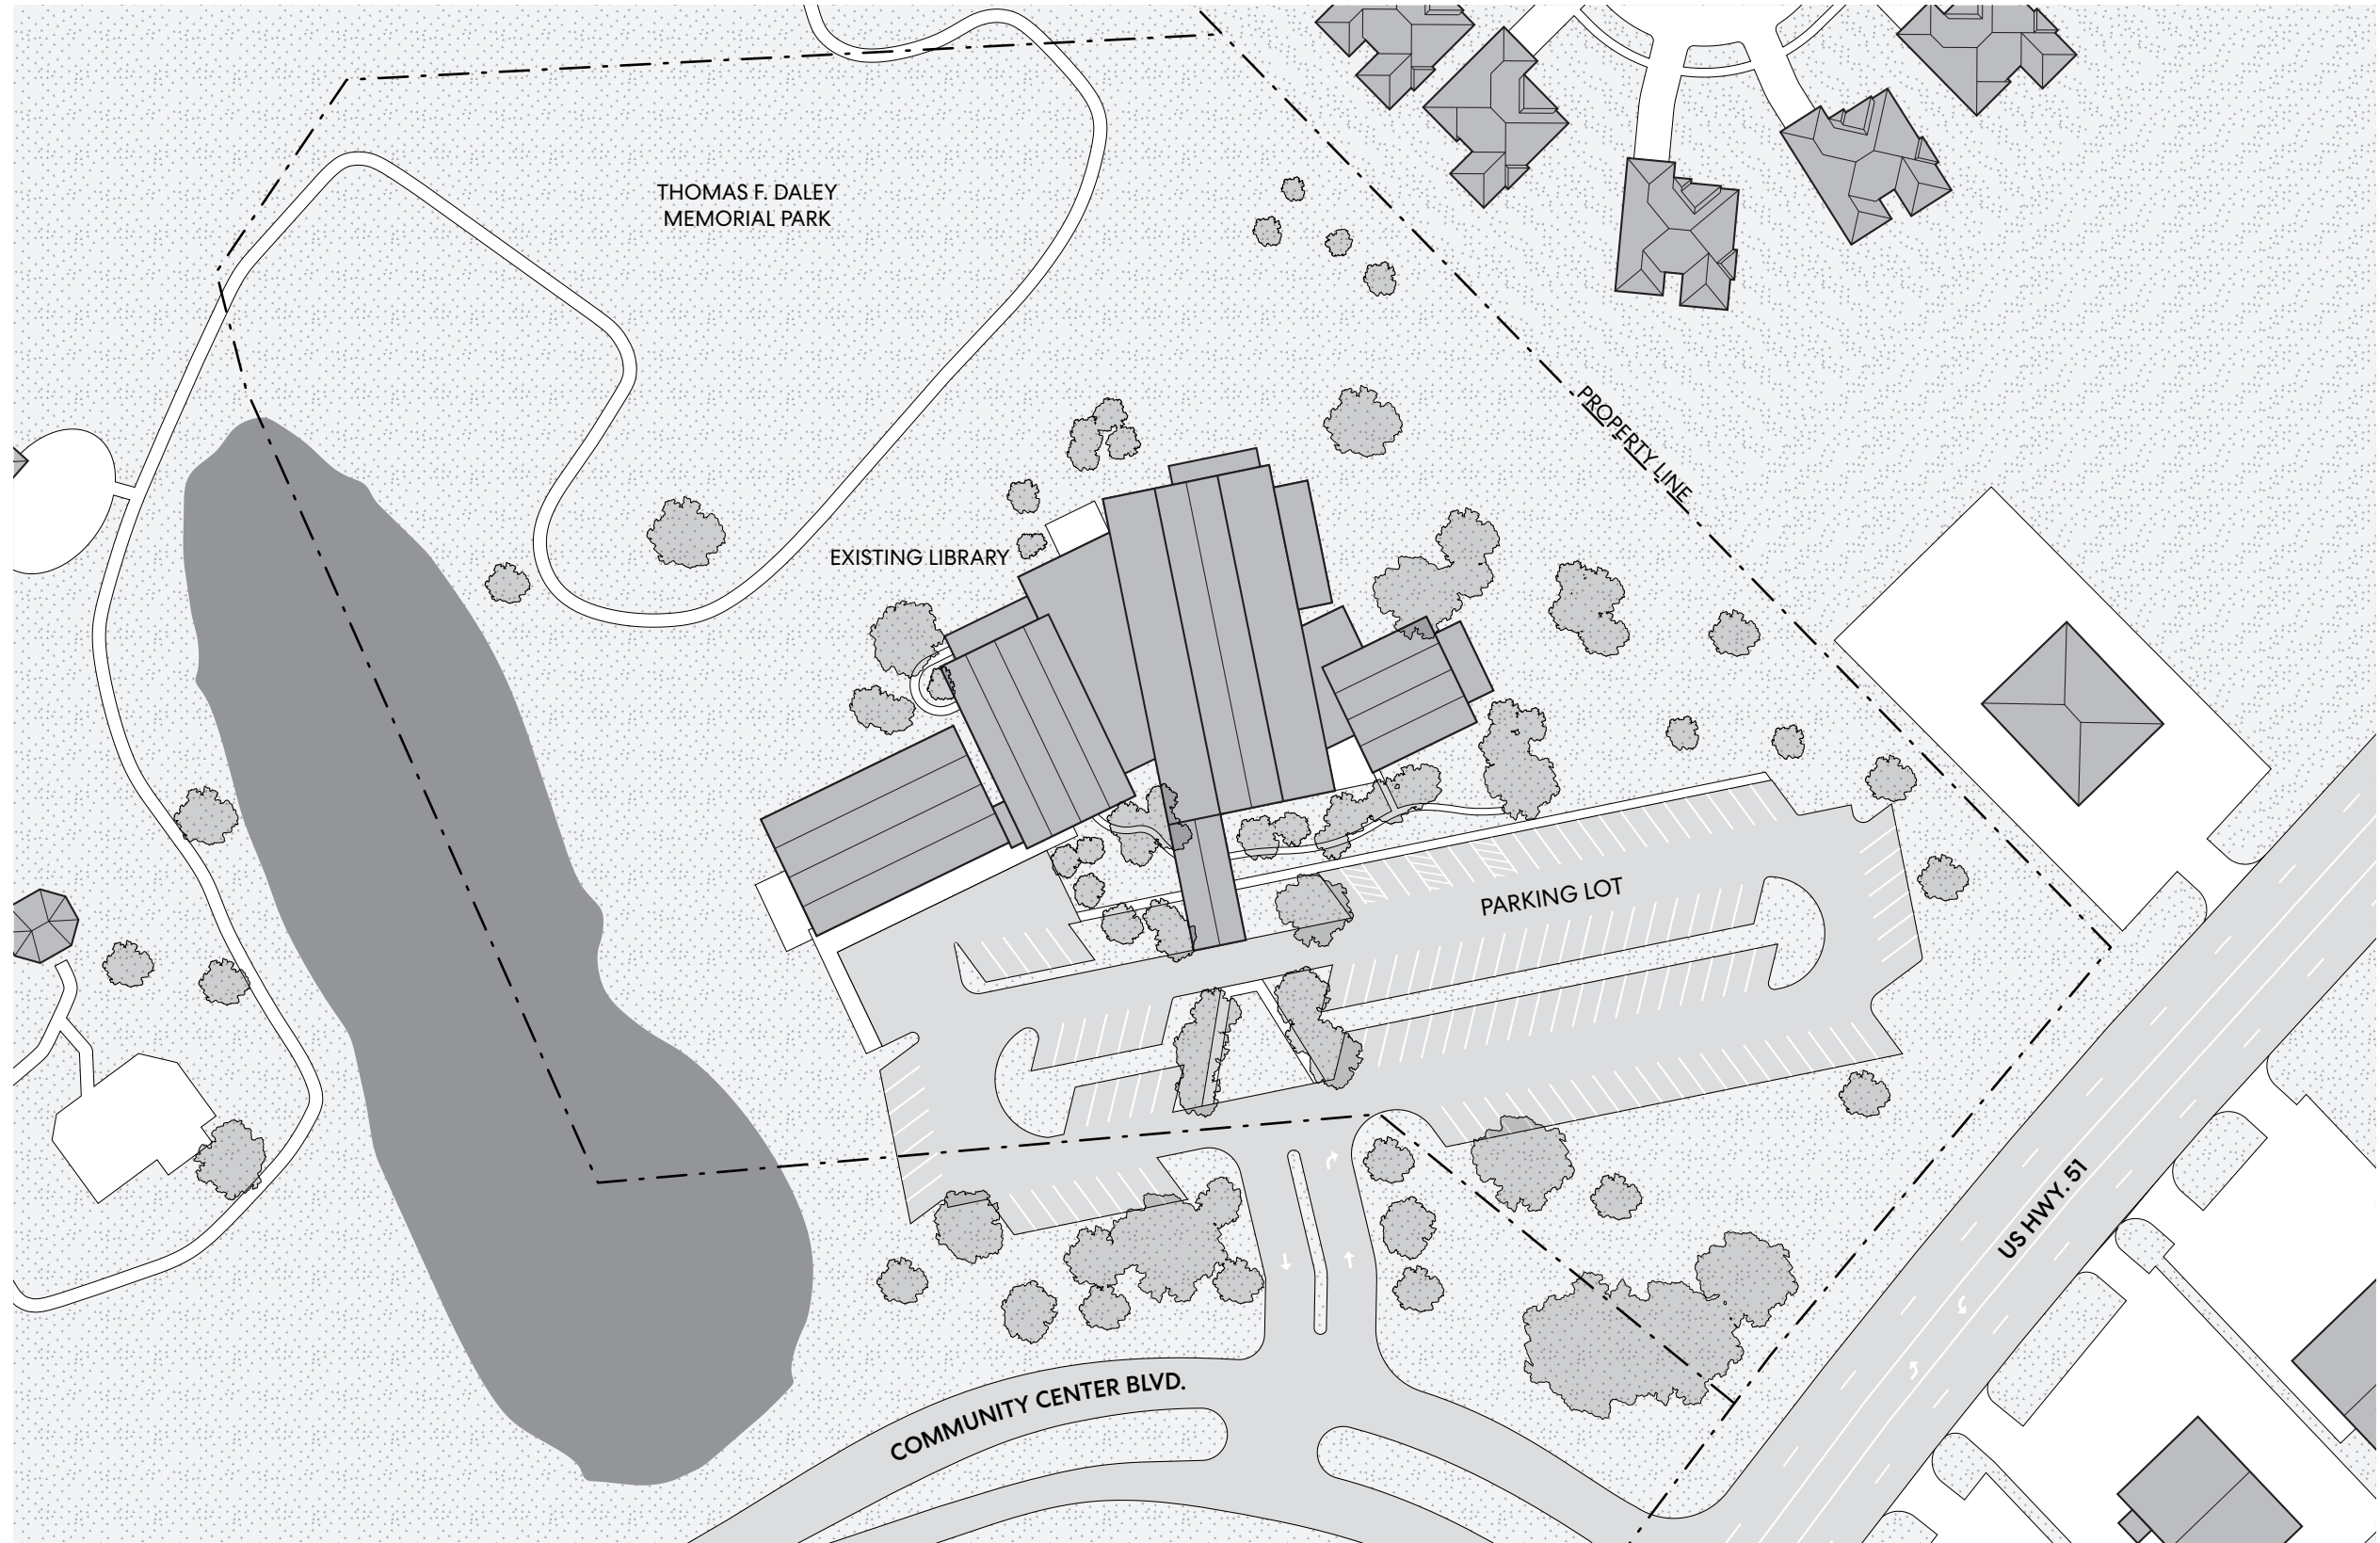 THOMAS F. DALEY
MEMORIAL PARK
PROPERTY LINE
EXISTING LIBRARY
PARKING LOT
US HWY. 51
COMMUNITY CENTER BLVD.